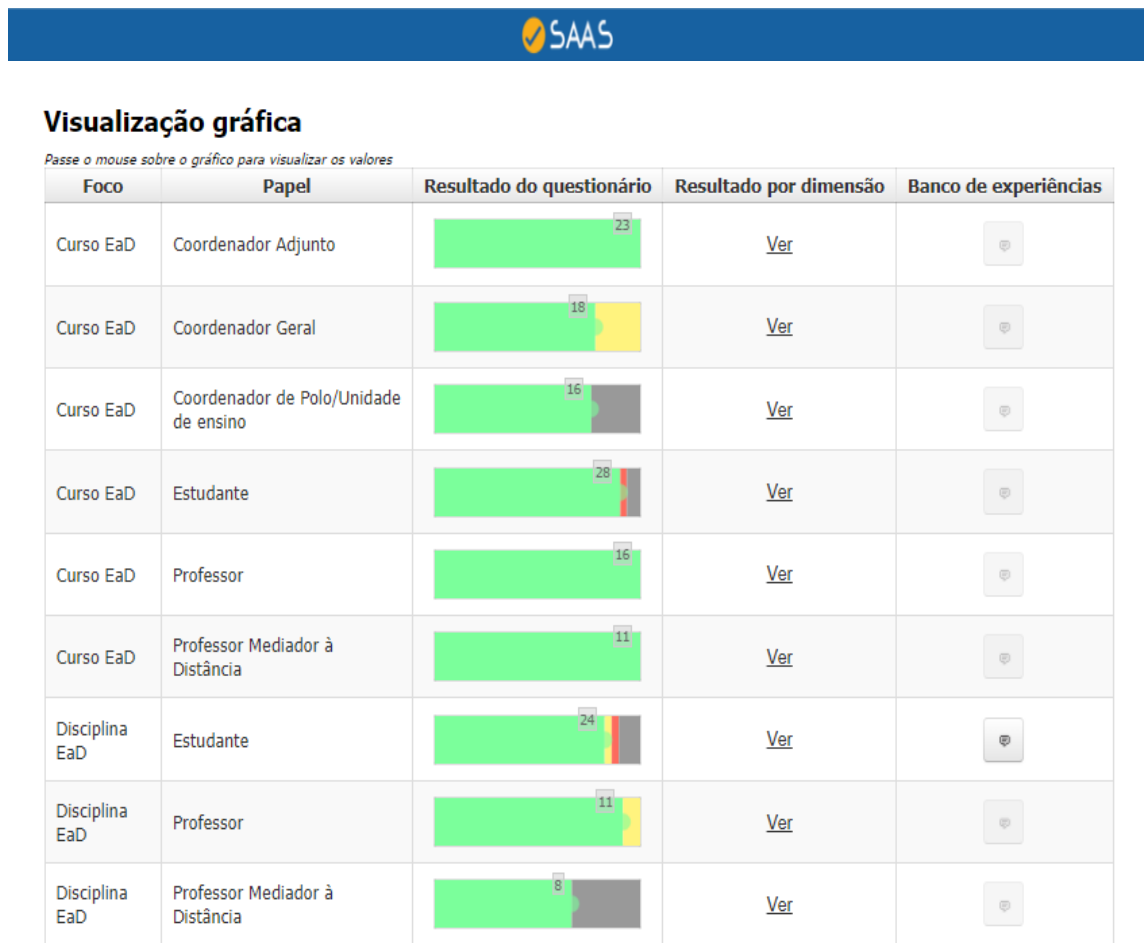 SAAS
Visualização gráfica
Passe o mouse sobre o gráfico para visualizar os valores
Foco Papel Resultado do questionário Resultado por dimensão Banco de experiências
Curso EaD Coordenador Adjunto 23 Ver
Curso EaD Coordenador Geral 18 Ver
Curso EaD Coordenador de Polo/Unidade
de ensino 16 Ver
Curso EaD Estudante 28 Ver
Curso EaD Professor 16 Ver
Curso EaD Professor Mediador à
Distância 11 Ver
Disciplina
EaD Estudante 24 Ver
Disciplina
EaD Professor 11 Ver
Disciplina
EaD Professor Mediador à
Distância 8 Ver